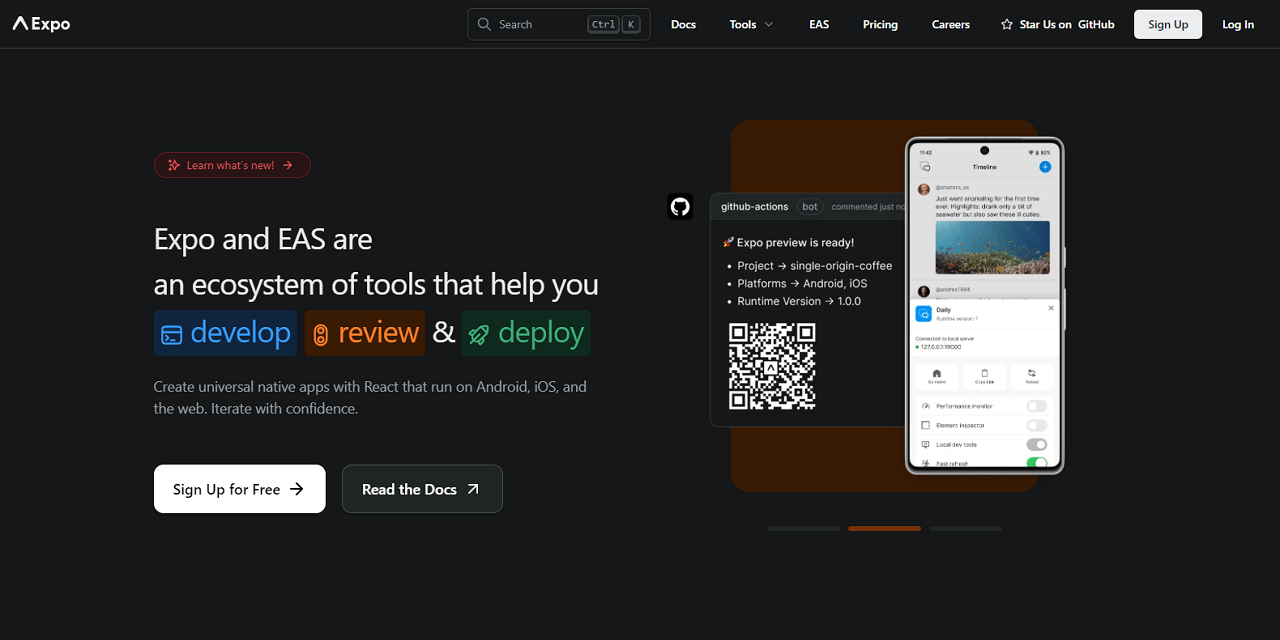 Expo
Search
Ctrl K
Docs
Tools
EAS
Pricing
Careers
Star Us on GitHub
Sign Up
Log In
Learn what's new! →
Expo and EAS are
an ecosystem of tools that help you
develop review & deploy
Create universal native apps with React that run on Android, iOS, and
the web. Iterate with confidence.
Sign Up for Free →
Read the Docs
github-actions bot commented just no
🚀 Expo preview is ready!
• Project → single-origin-coffee
• Platforms → Android, iOS
• Runtime Version → 1.0.0
11:42
92%
Timeline
@shandra_sa
Just went snorkeling for the first time
ever. Highlights: drank only a bit of
seawater but also saw these lil cuties.
@andres1994
Daily
Runtime version: 1
Connected to local server
127.0.0.1:19000
Go Home
Copy Link
Reload
Performance monitor
Element inspector
Local dev tools
Fast refresh